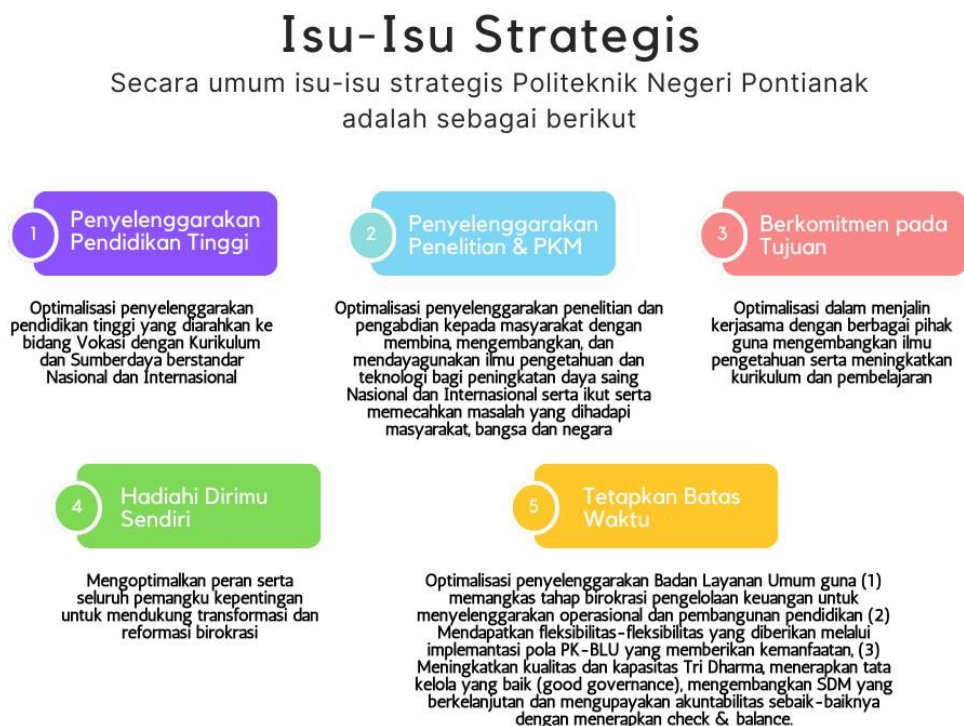 Isu-Isu Strategis
Secara umum isu-isu strategis Politeknik Negeri Pontianak
adalah sebagai berikut
1
Penyelenggarakan
Pendidikan Tinggi
Optimalisasi penyelenggarakan
pendidikan tinggi yang diarahkan ke
bidang Vokasi dengan Kurikulum
dan Sumberdaya berstandar
Nasional dan Internasional
2
Penyelenggarakan
Penelitian & PKM
Optimalisasi penyelenggarakan penelitian dan
pengabdian kepada masyarakat dengan
membina, mengembangkan, dan
mendayagunakan ilmu pengetahuan dan
teknologi bagi peningkatan daya saing
Nasional dan Internasional serta ikut serta
memecahkan masalah yang dihadapi
masyarakat, bangsa dan negara
3
Berkomitmen pada
Tujuan
Optimalisasi dalam menjalin
kerjasama dengan berbagai pihak
guna mengembangkan ilmu
pengetahuan serta meningkatkan
kurikulum dan pembelajaran
4
Hadiahi Dirimu
Sendiri
Mengoptimalkan peran serta
seluruh pemangku kepentingan
untuk mendukung transformasi dan
reformasi birokrasi
5
Tetapkan Batas
Waktu
Optimalisasi penyelenggarakan Badan Layanan Umum guna (1)
memangkas tahap birokrasi pengelolaan keuangan untuk
menyelenggarakan operasional dan pembangunan pendidikan (2)
Mendapatkan fleksibilitas-fleksibilitas yang diberikan melalui
implemantasi pola PK-BLU yang memberikan kemanfaatan, (3)
Meningkatkan kualitas dan kapasitas Tri Dharma, menerapkan tata
kelola yang baik (good governance), mengembangkan SDM yang
berkelanjutan dan mengupayakan akuntabilitas sebaik-baiknya
dengan menerapkan check & balance.